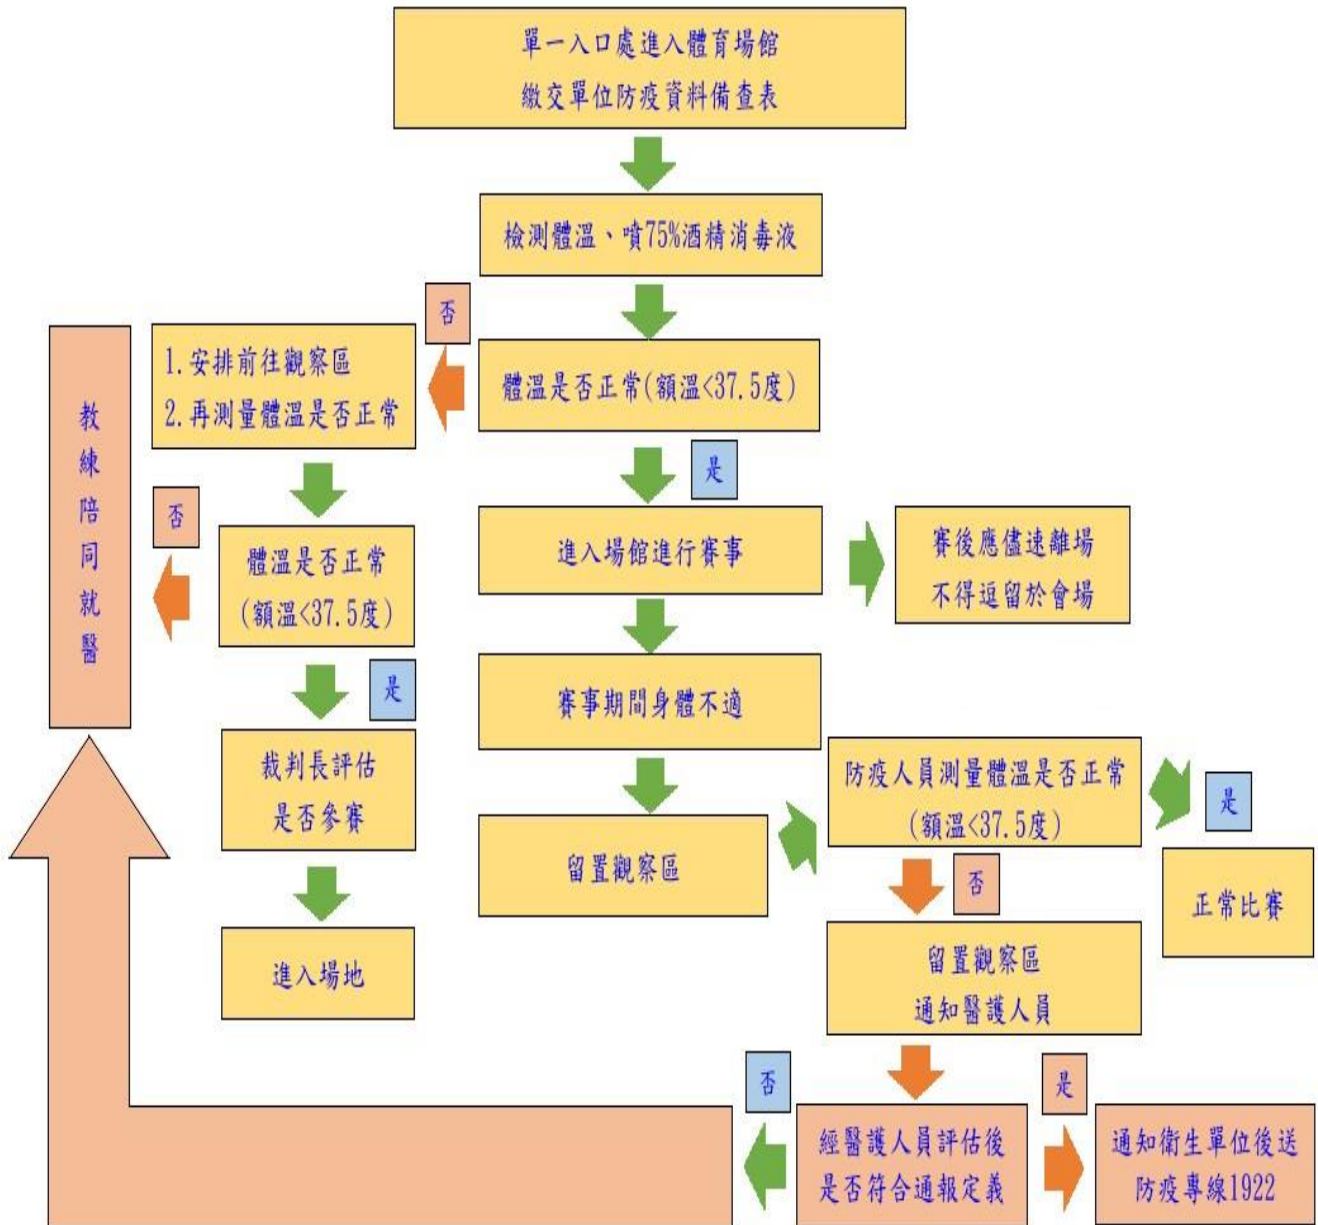 單一入口處進入體育場館
繳交單位防疫資料備查表
檢測體溫、噴75%酒精消毒液
否
1.安排前往觀察區
2.再測量體溫是否正常
體溫是否正常(額溫<37.5度)
教練陪同就醫
是
否
體溫是否正常
(額溫<37.5度)
進入場館進行賽事
賽後應儘速離場
不得逗留於會場
是
賽事期間身體不適
裁判長評估
是否參賽
防疫人員測量體溫是否正常
(額溫<37.5度)
是
留置觀察區
否
正常比賽
進入場地
留置觀察區
通知醫護人員
否
是
經醫護人員評估後
是否符合通報定義
通知衛生單位後送
防疫專線1922